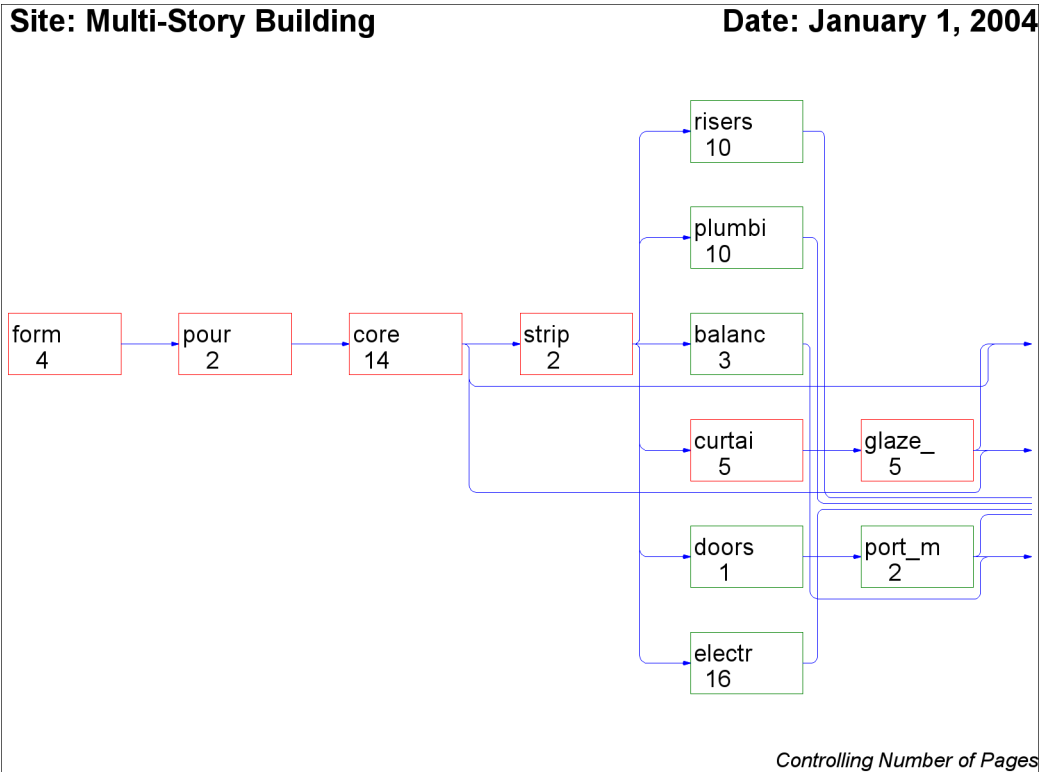 Site: Multi-Story Building
Date: January 1, 2004
risers
10
plumbi
10
form
4
pour
2
core
14
strip
2
balanc
3
curtai
5
glaze_
5
doors
1
port_m
2
electr
16
Controlling Number of Pages